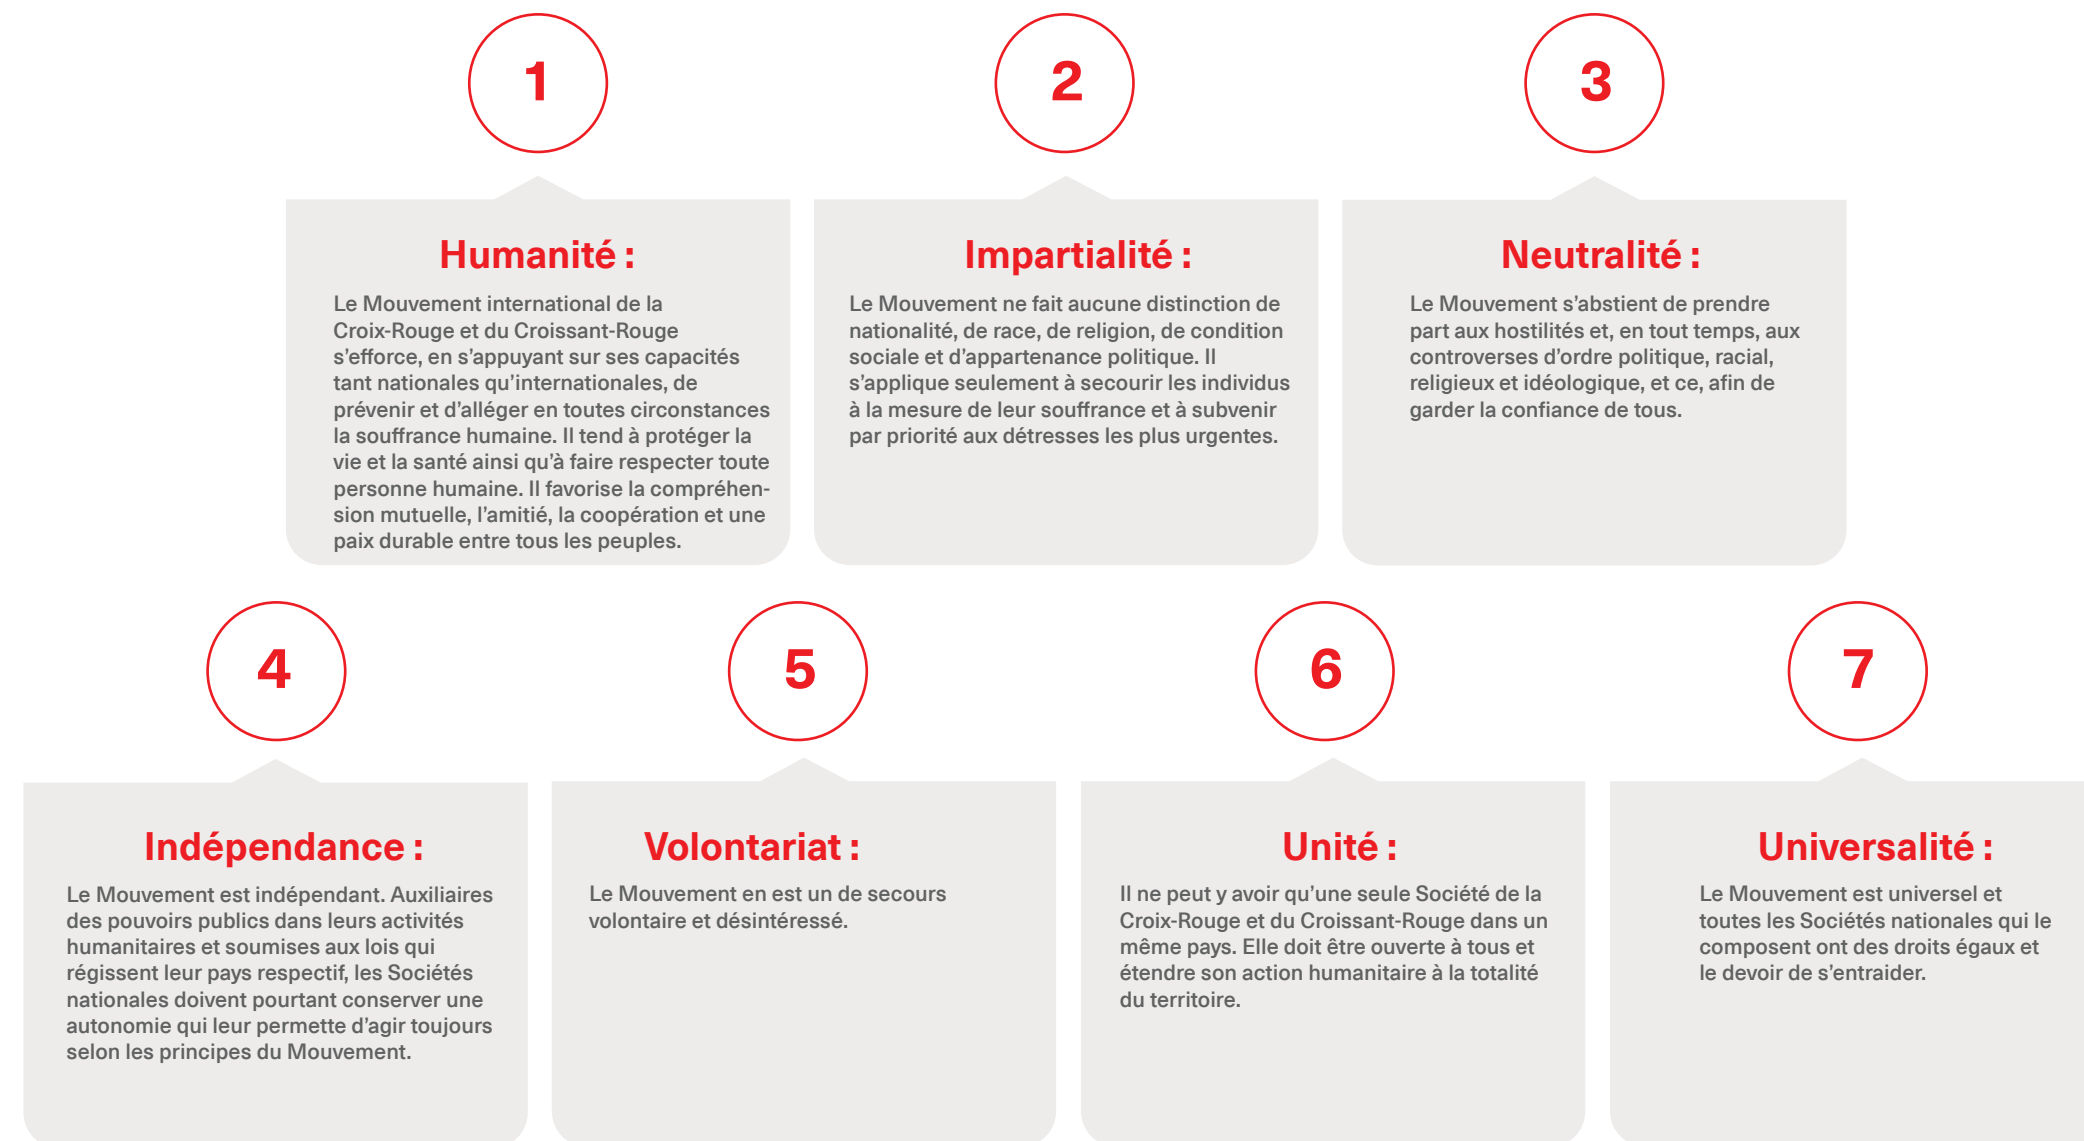 1
Humanité :
Le Mouvement international de la
Croix-Rouge et du Croissant-Rouge
s’efforce, en s’appuyant sur ses capacités
tant nationales qu’internationales, de
prévenir et d’alléger en toutes circonstances
la souffrance humaine. Il tend à protéger la
vie et la santé ainsi qu’à faire respecter toute
personne humaine. Il favorise la compréhen-
sion mutuelle, l’amitié, la coopération et une
paix durable entre tous les peuples.
2
Impartialité :
Le Mouvement ne fait aucune distinction de
nationalité, de race, de religion, de condition
sociale et d’appartenance politique. Il
s’applique seulement à secourir les individus
à la mesure de leur souffrance et à subvenir
par priorité aux détresses les plus urgentes.
3
Neutralité :
Le Mouvement s’abstient de prendre
part aux hostilités et, en tout temps, aux
controverses d’ordre politique, racial,
religieux et idéologique, et ce, afin de
garder la confiance de tous.
4
Indépendance :
Le Mouvement est indépendant. Auxiliaires
des pouvoirs publics dans leurs activités
humanitaires et soumises aux lois qui
régissent leur pays respectif, les Sociétés
nationales doivent pourtant conserver une
autonomie qui leur permette d’agir toujours
selon les principes du Mouvement.
5
Volontariat :
Le Mouvement en est un de secours
volontaire et désintéressé.
6
Unité :
Il ne peut y avoir qu’une seule Société de la
Croix-Rouge et du Croissant-Rouge dans un
même pays. Elle doit être ouverte à tous et
étendre son action humanitaire à la totalité
du territoire.
7
Universalité :
Le Mouvement est universel et
toutes les Sociétés nationales qui le
composent ont des droits égaux et
le devoir de s’entraider.